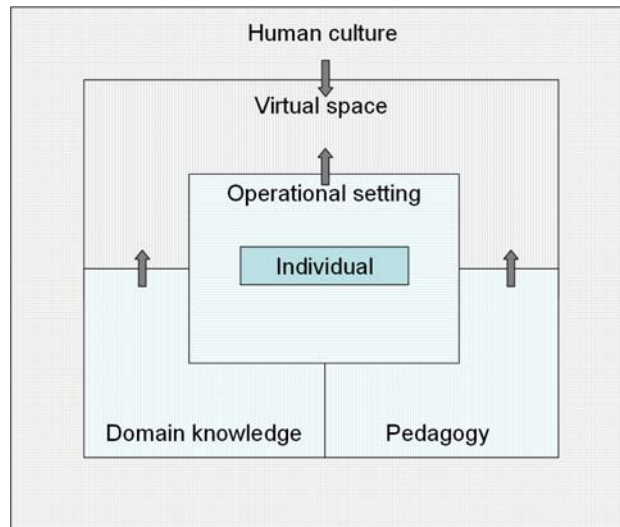 Human culture
Virtual space
Operational setting
Individual
Domain knowledge
Pedagogy